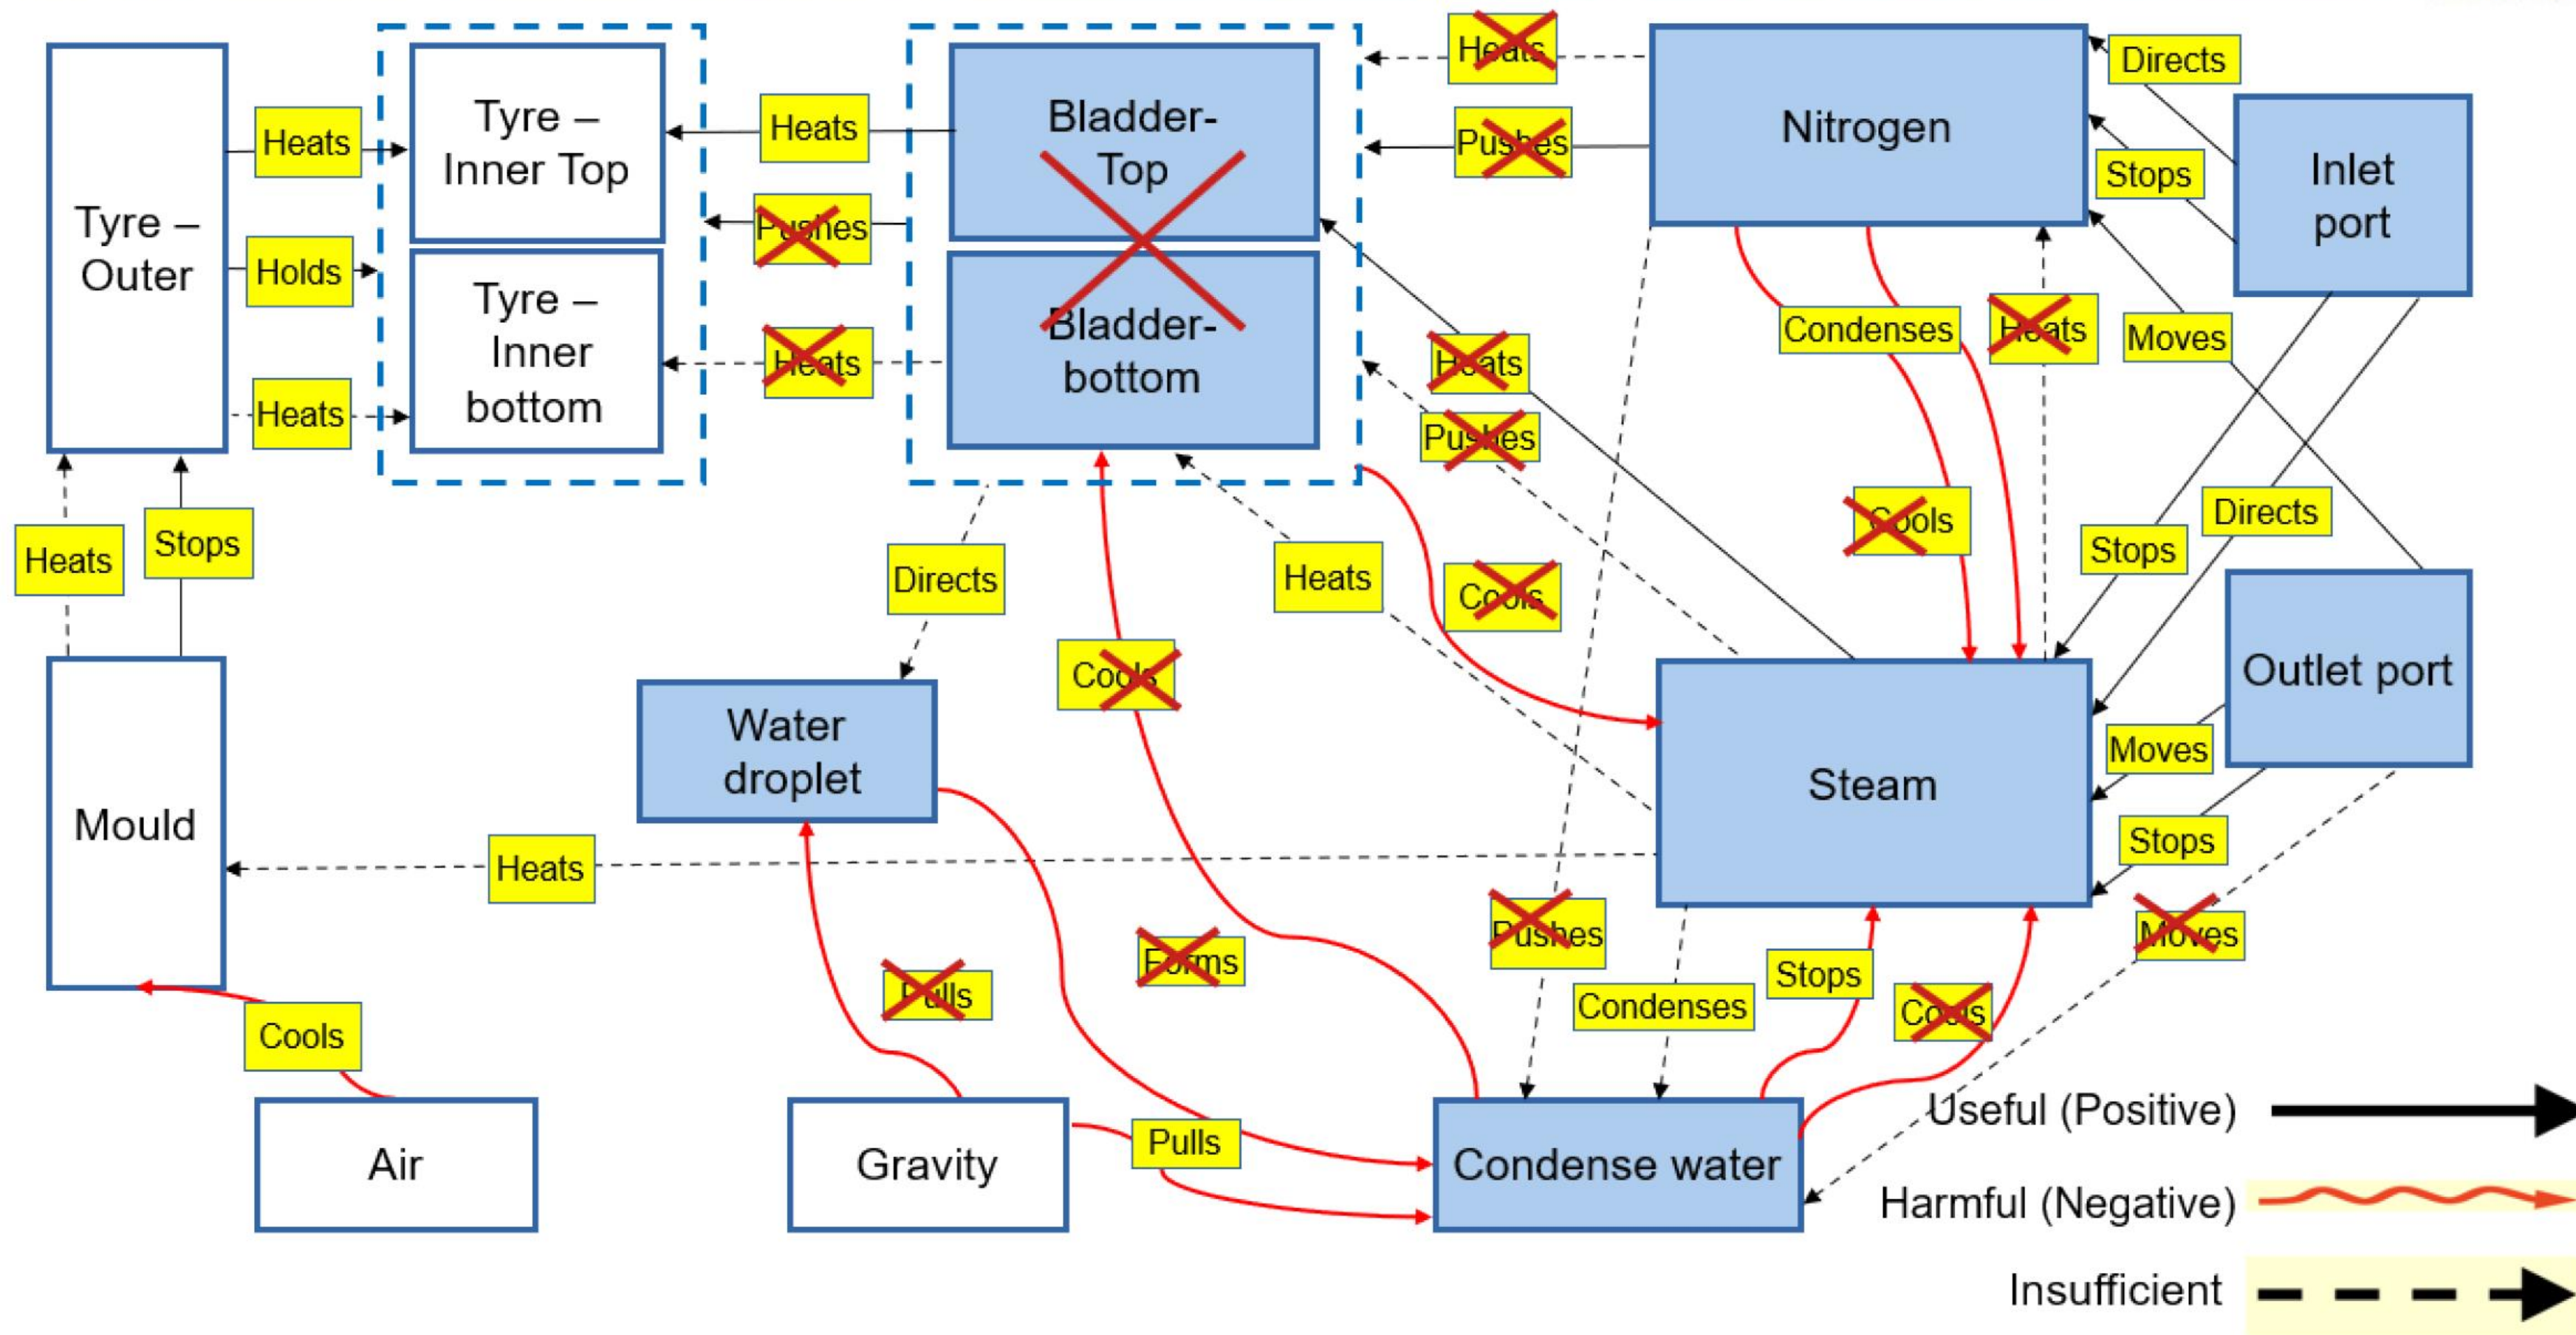 Tyre –
Outer
Heats
Holds
Heats
Tyre –
Inner Top
Tyre –
Inner
bottom
Heats
Pushes
Heats
Bladder-
Top
Bladder-
bottom
Heats
Pushes
Nitrogen
Directs
Stops
Inlet
port
Heats
Pushes
Condenses
Heats
Moves
Heats
Stops
Directs
Heats
Cools
Cools
Stops
Directs
Cools
Outlet port
Moves
Stops
Moves
Water
droplet
Steam
Mould
Heats
Pulls
Forms
Pushes
Condenses
Stops
Cools
Cools
Air
Gravity
Pulls
Condense water
Useful (Positive)
Harmful (Negative)
Insufficient